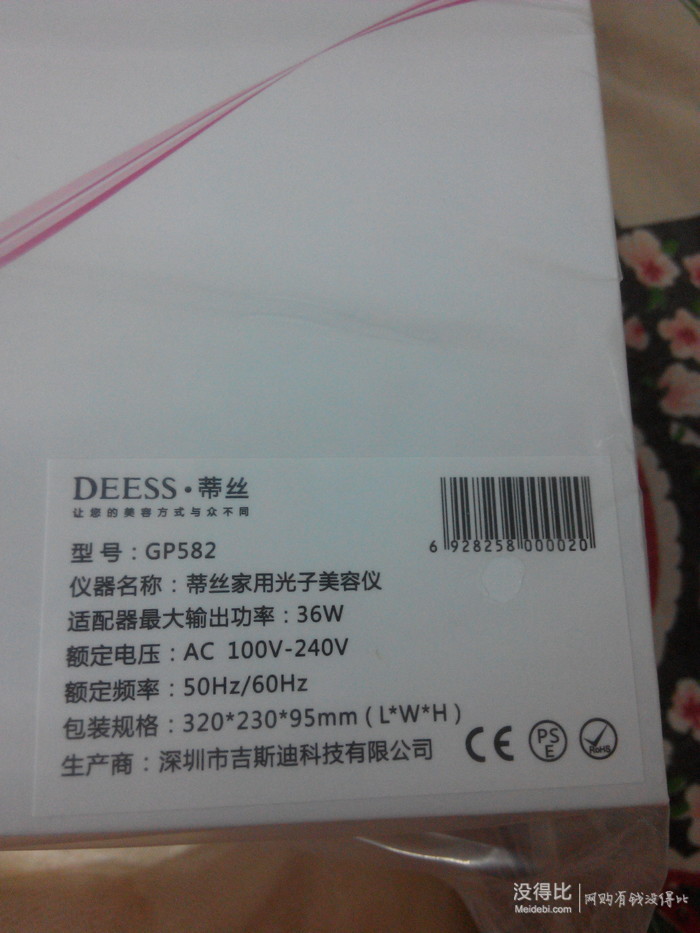 DEESS·蒂丝
让您的美容方式与众不同
型号：GP582
仪器名称：蒂丝家用光子美容仪
适配器最大输出功率：36W
额定电压：AC 100V-240V
额定频率：50Hz/60Hz
包装规格：320*230*95mm（L*W*H）
生产商：深圳市吉斯迪科技有限公司
6 928258 000020
CE
PS
E
RoHS
没得比
Meidebi.com
网购有钱没得比